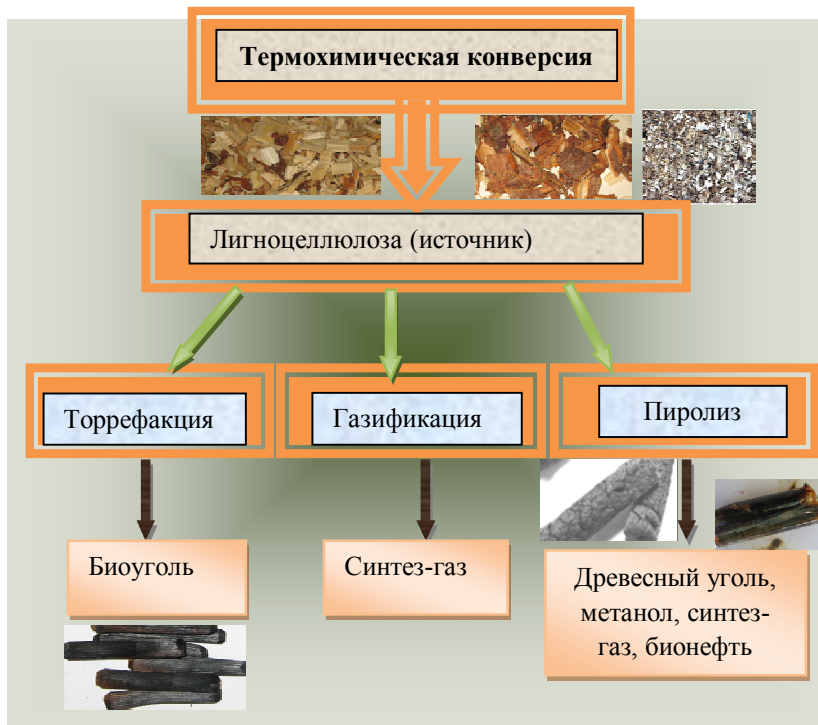 Термохимическая конверсия
Лигноцеллюлоза (источник)
Торрефакция
Газификация
Пиролиз
Биоуголь
Синтез-газ
Древесный уголь,
метанол, синтез-
газ, бионефть